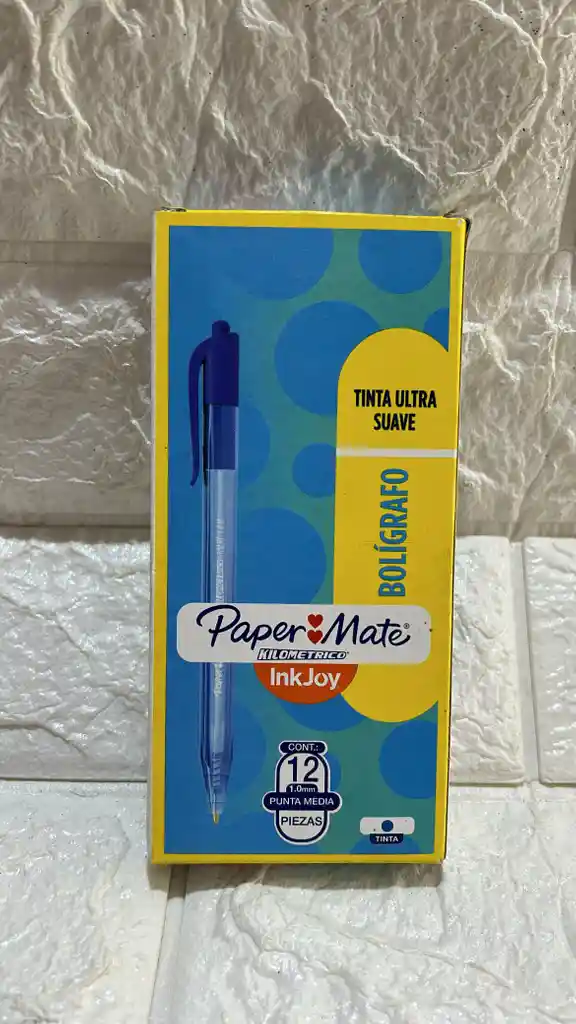 TINTA ULTRA
SUAVE
BOLÍGRAFO
Paper Mate®
KILOMETRICO®
InkJoy
CONT.:
12
1.0mm
PUNTA MEDIA
PIEZAS
TINTA